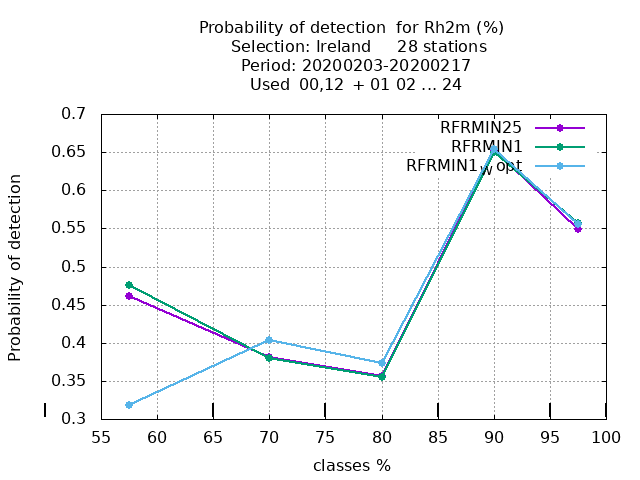 Probability of detection for Rh2m (%)
Selection: Ireland 28 stations
Period: 20200203-20200217
Used 00,12 + 01 02 ... 24
Probability of detection
0.7
0.65
0.6
0.55
0.5
0.45
0.4
0.35
0.3
RFRMIN25
RFRMIN1
RFRMIN1wopt
55 60 65 70 75 80 85 90 95 100
classes %